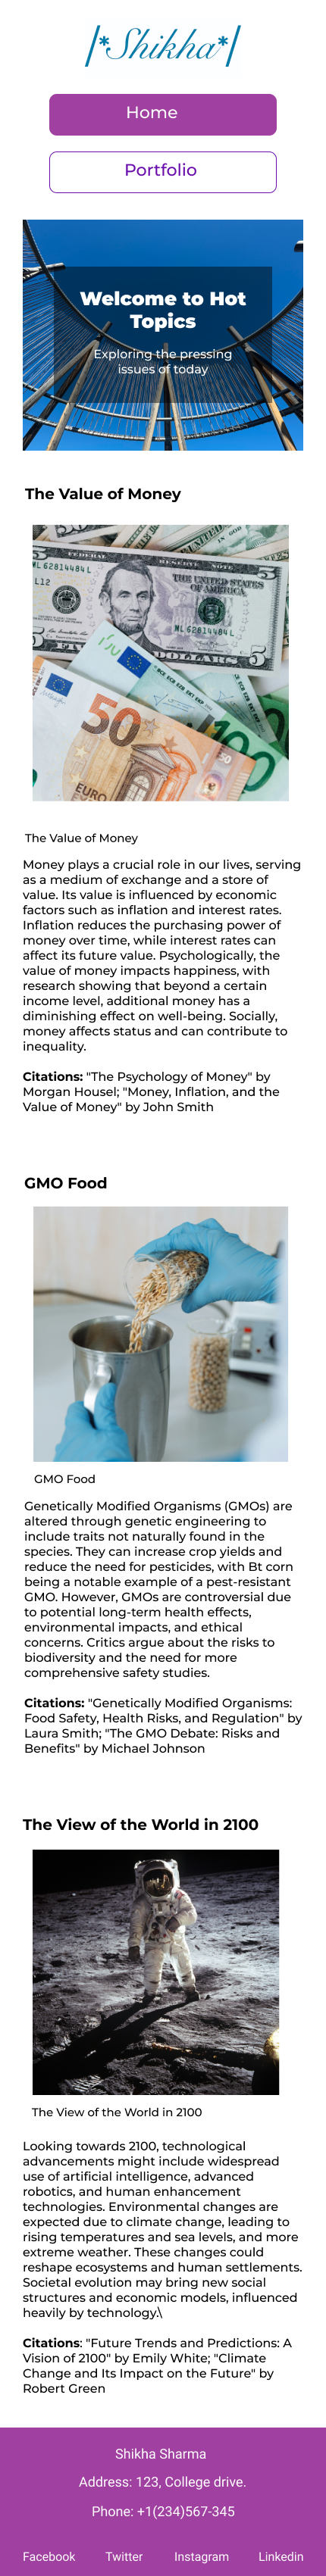 /*Shikha*/
Home
Portfolio
Welcome to Hot
Topics
Exploring the pressing
issues of today
The Value of Money
FEDERAL RESERVE NOTE
THE UNITED STATES
OF AMERICA
ML 62814484 L
L12
ML 62814484 L
50
EURO
50
100
The Value of Money
Money plays a crucial role in our lives, serving
as a medium of exchange and a store of
value. Its value is influenced by economic
factors such as inflation and interest rates.
Inflation reduces the purchasing power of
money over time, while interest rates can
affect its future value. Psychologically, the
value of money impacts happiness, with
research showing that beyond a certain
income level, additional money has a
diminishing effect on well-being. Socially,
money affects status and can contribute to
inequality.
Citations: "The Psychology of Money" by
Morgan Housel; "Money, Inflation, and the
Value of Money" by John Smith
GMO Food
GMO Food
Genetically Modified Organisms (GMOs) are
altered through genetic engineering to
include traits not naturally found in the
species. They can increase crop yields and
reduce the need for pesticides, with Bt corn
being a notable example of a pest-resistant
GMO. However, GMOs are controversial due
to potential long-term health effects,
environmental impacts, and ethical
concerns. Critics argue about the risks to
biodiversity and the need for more
comprehensive safety studies.
Citations: "Genetically Modified Organisms:
Food Safety, Health Risks, and Regulation" by
Laura Smith; "The GMO Debate: Risks and
Benefits" by Michael Johnson
The View of the World in 2100
The View of the World in 2100
Looking towards 2100, technological
advancements might include widespread
use of artificial intelligence, advanced
robotics, and human enhancement
technologies. Environmental changes are
expected due to climate change, leading to
rising temperatures and sea levels, and more
extreme weather. These changes could
reshape ecosystems and human settlements.
Societal evolution may bring new social
structures and economic models, influenced
heavily by technology.\
Citations: "Future Trends and Predictions: A
Vision of 2100" by Emily White; "Climate
Change and Its Impact on the Future" by
Robert Green
Shikha Sharma
Address: 123, College drive.
Phone: +1(234)567-345
Facebook Twitter Instagram Linkedin